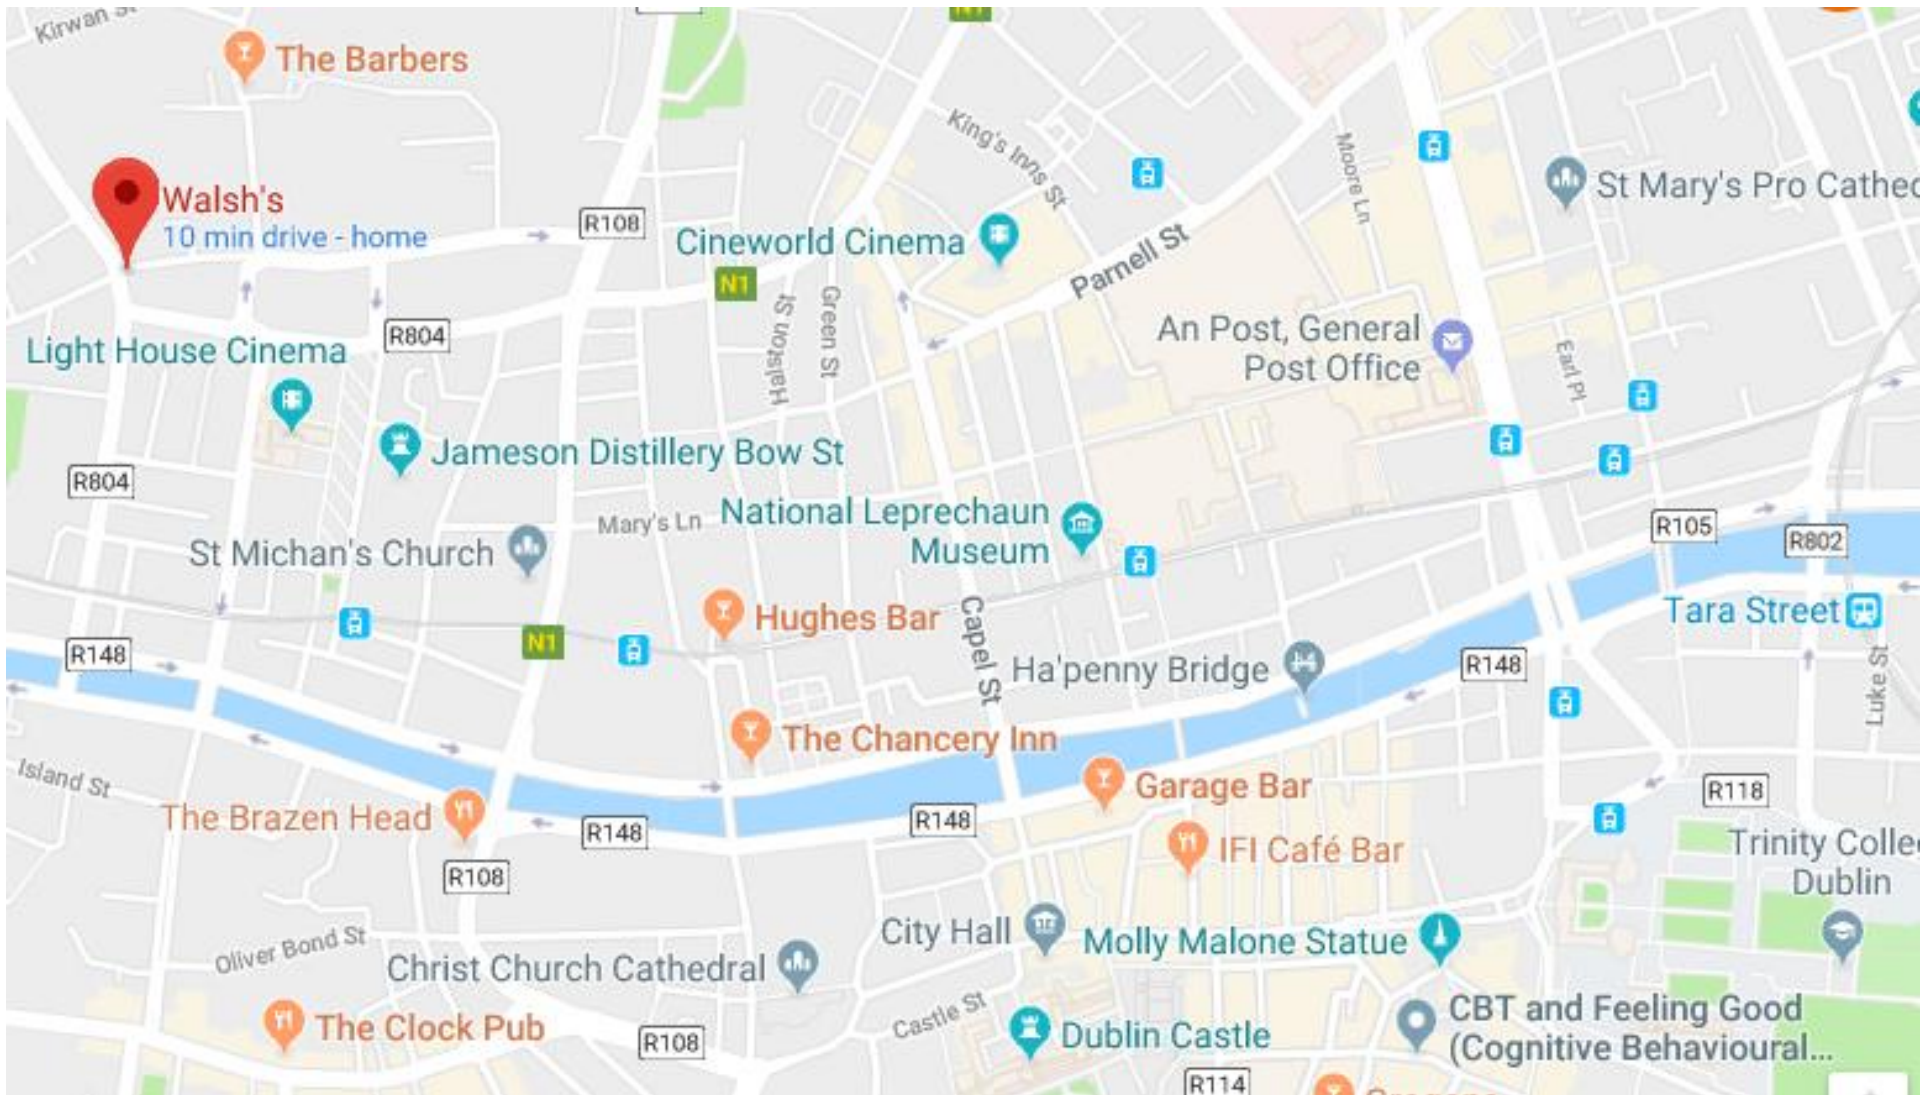 Kirwan St
N1
The Barbers
King's Inns St
Moore Ln
St Mary's Pro Cathed
Walsh's
10 min drive - home
R108
Cineworld Cinema
Parnell St
N1
Halston St
Green St
R804
Light House Cinema
An Post, General
Post Office
Earl Pl
Jameson Distillery Bow St
R804
Mary's Ln
National Leprechaun
Museum
St Michan's Church
R105
R802
Hughes Bar
Capel St
Tara Street
N1
R148
Ha'penny Bridge
R148
Luke St
The Chancery Inn
Island St
Garage Bar
R118
The Brazen Head
R148
R148
IFI Café Bar
Trinity Colle
Dublin
R108
Oliver Bond St
City Hall
Molly Malone Statue
Christ Church Cathedral
Castle St
CBT and Feeling Good
(Cognitive Behavioural...
The Clock Pub
R108
Dublin Castle
R114